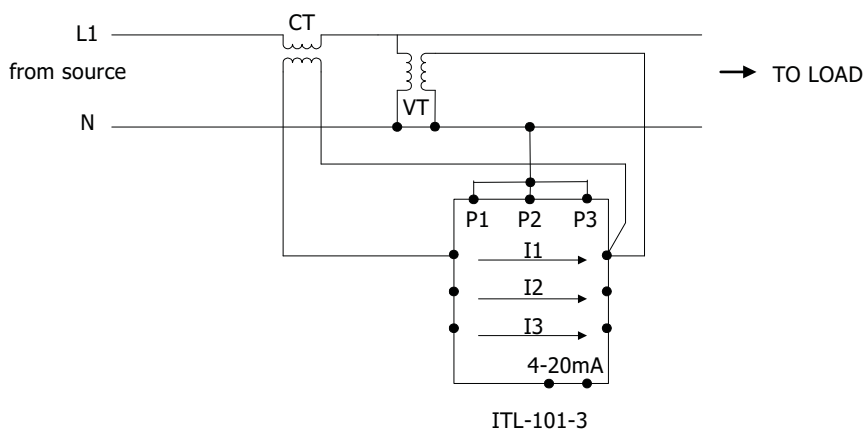 CT
L1
from source
TO LOAD
VT
N
P1 P2 P3
I1
I2
I3
4-20mA
ITL-101-3